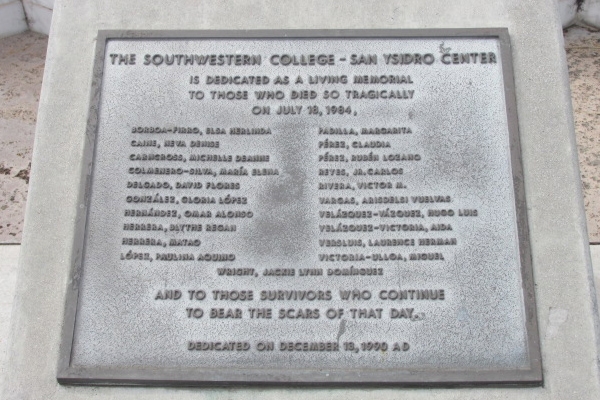 THE SOUTHWESTERN COLLEGE - SAN YSIDRO CENTER
IS DEDICATED AS A LIVING MEMORIAL
TO THOSE WHO DIED SO TRAGICALLY
ON JULY 18, 1984.
BORBOA-FIRRO, ELSA HERLINDA
CAINE, NEVA DENISE
CARNCROSS, MICHELLE DEANNE
COLMENERO-SILVA, MARÍA ELENA
DELGADO, DAVID FLORES
GONZÁLEZ, GLORIA LÓPEZ
HERNÁNDEZ, OMAR ALONSO
HERRERA, BLYTHE REGAN
HERRERA, MATAO
LÓPEZ, PAULINA AQUINO
PADILLA, MARGARITA
PÉREZ, CLAUDIA
PÉREZ, RUBÉN LOZANO
REYES, JR. CARLOS
RIVERA, VICTOR M.
VARGAS, ARISDELSI VUELVAS
VELÁZQUEZ-VÁZQUEZ, HUGO LUIS
VELÁZQUEZ-VICTORIA, AIDA
VERSLUIS, LAURENCE HERMAN
VICTORIA-ULLOA, MIGUEL
WRIGHT, JACKIE LYNN DOMÍNGUEZ
AND TO THOSE SURVIVORS WHO CONTINUE
TO BEAR THE SCARS OF THAT DAY.
DEDICATED ON DECEMBER 13, 1990 AD